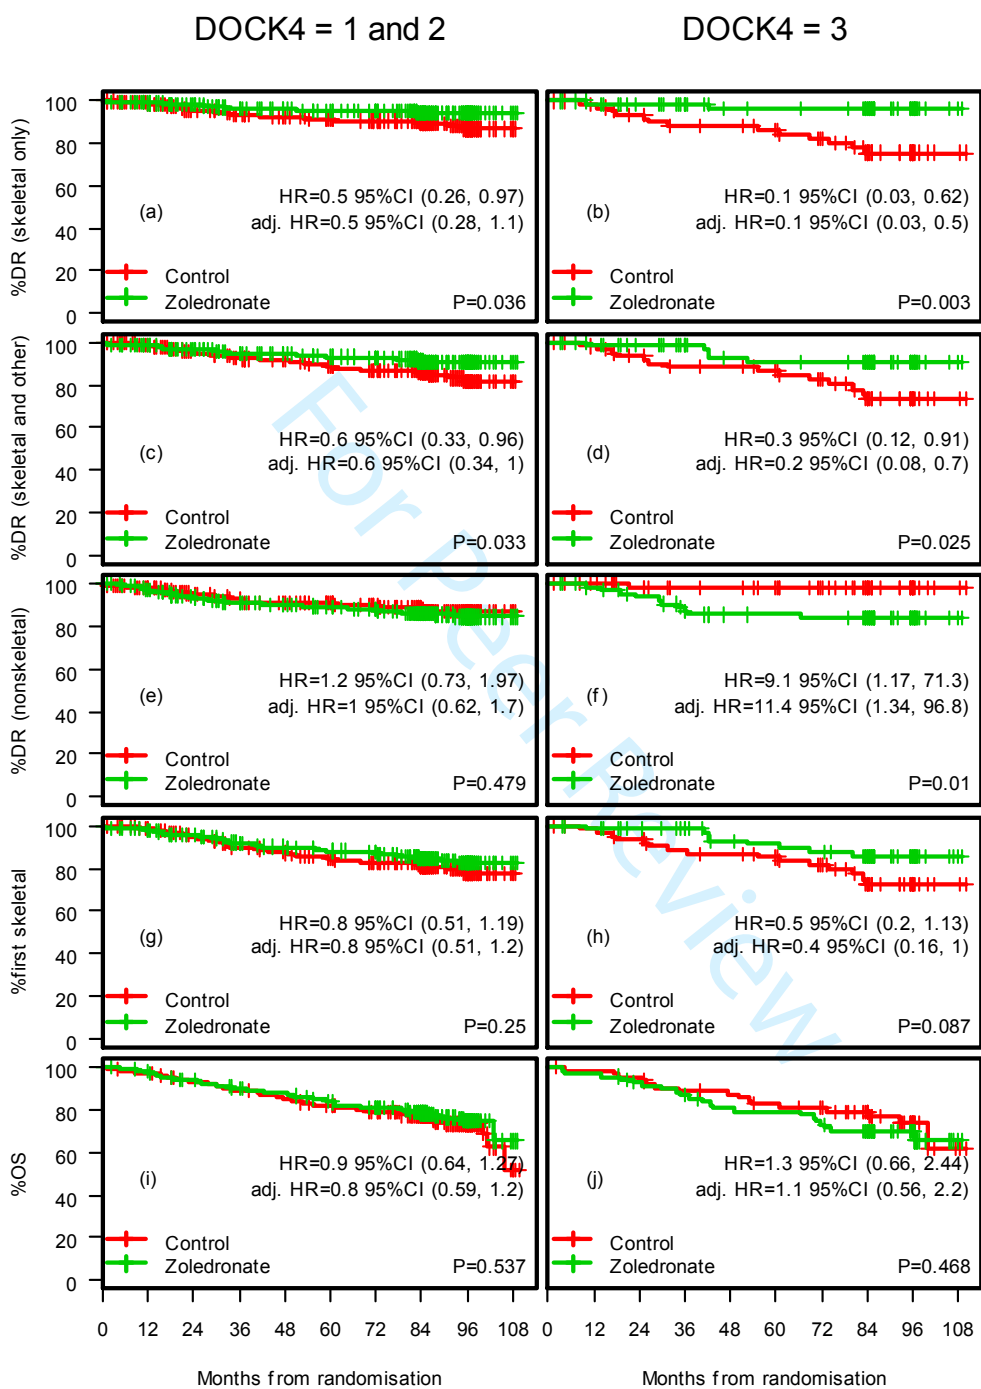 DOCK4 = 1 and 2
DOCK4 = 3
%DR (skeletal only)
100
80
60
40
20
0
(a)
HR=0.5 95%CI (0.26, 0.97)
adj. HR=0.5 95%CI (0.28, 1.1)
Control
Zoledronate
P=0.036
(b)
HR=0.1 95%CI (0.03, 0.62)
adj. HR=0.1 95%CI (0.03, 0.5)
Control
Zoledronate
P=0.003
%DR (skeletal and other)
100
80
60
40
20
0
(c)
HR=0.6 95%CI (0.33, 0.96)
adj. HR=0.6 95%CI (0.34, 1)
Control
Zoledronate
P=0.033
(d)
HR=0.3 95%CI (0.12, 0.91)
adj. HR=0.2 95%CI (0.08, 0.7)
Control
Zoledronate
P=0.025
%DR (nonskeletal)
100
80
60
40
20
0
(e)
HR=1.2 95%CI (0.73, 1.97)
adj. HR=1 95%CI (0.62, 1.7)
Control
Zoledronate
P=0.479
(f)
HR=9.1 95%CI (1.17, 71.3)
adj. HR=11.4 95%CI (1.34, 96.8)
Control
Zoledronate
P=0.01
%first skeletal
100
80
60
40
20
0
(g)
HR=0.8 95%CI (0.51, 1.19)
adj. HR=0.8 95%CI (0.51, 1.2)
Control
Zoledronate
P=0.25
(h)
HR=0.5 95%CI (0.2, 1.13)
adj. HR=0.4 95%CI (0.16, 1)
Control
Zoledronate
P=0.087
%OS
100
80
60
40
20
0
(i)
HR=0.9 95%CI (0.64, 1.27)
adj. HR=0.8 95%CI (0.59, 1.2)
Control
Zoledronate
P=0.537
(j)
HR=1.3 95%CI (0.66, 2.44)
adj. HR=1.1 95%CI (0.56, 2.2)
Control
Zoledronate
P=0.468
0 12 24 36 48 60 72 84 96 108
0 12 24 36 48 60 72 84 96 108
Months from randomisation
Months from randomisation
For Peer Review